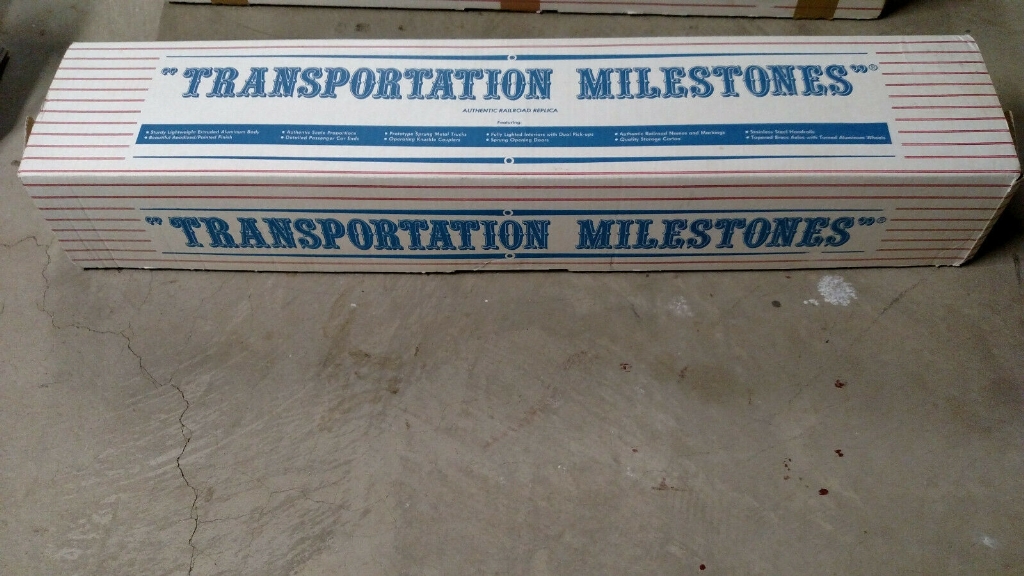 "TRANSPORTATION MILESTONES"®
AUTHENTIC RAILROAD REPLICA
Featuring
• Sturdy Lightweight Extruded Aluminum Body
• Beautiful Anodized Painted Finish
• Authentic Scale Proportions
• Detailed Passenger Car Ends
• Prototype Sprung Metal Trucks
• Operating Knuckle Couplers
• Fully Lighted Interiors with Dual Pick-ups
• Sprung Opening Doors
• Authentic Railroad Names and Markings
• Quality Storage Carton
• Stainless Steel Handrails
• Tapered Brass Axles with Turned Aluminum Wheels
"TRANSPORTATION MILESTONES"®